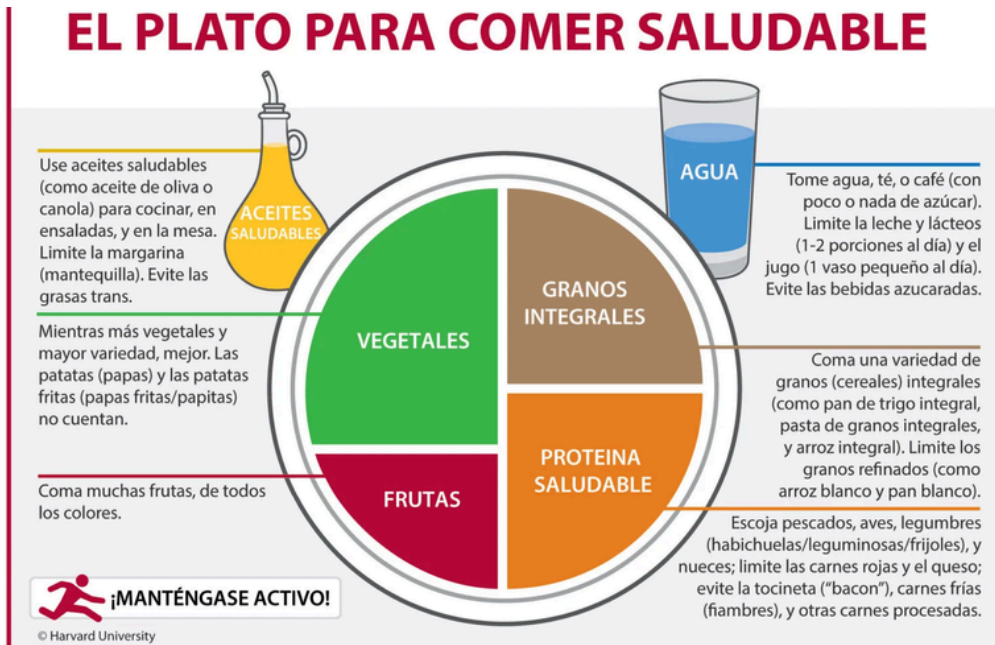 EL PLATO PARA COMER SALUDABLE
Use aceites saludables
(como aceite de oliva o
canola) para cocinar, en
ensaladas, y en la mesa.
Limite la margarina
(mantequilla). Evite las
grasas trans.
ACEITES
SALUDABLES
AGUA
Tome agua, té, o café (con
poco o nada de azúcar).
Limite la leche y lácteos
(1-2 porciones al día) y el
jugo (1 vaso pequeño al día).
Evite las bebidas azucaradas.
Mientras más vegetales y
mayor variedad, mejor. Las
patatas (papas) y las patatas
fritas (papas fritas/papitas)
no cuentan.
VEGETALES
GRANOS
INTEGRALES
Coma una variedad de
granos (cereales) integrales
(como pan de trigo integral,
pasta de granos integrales,
y arroz integral). Limite los
granos refinados (como
arroz blanco y pan blanco).
Coma muchas frutas, de todos
los colores.
FRUTAS
PROTEINA
SALUDABLE
Escoja pescados, aves, legumbres
(habichuelas/leguminosas/frijoles), y
nueces; limite las carnes rojas y el queso;
evite la tocineta (“bacon”), carnes frías
(fiambres), y otras carnes procesadas.
¡MANTÉNGASE ACTIVO!
© Harvard University